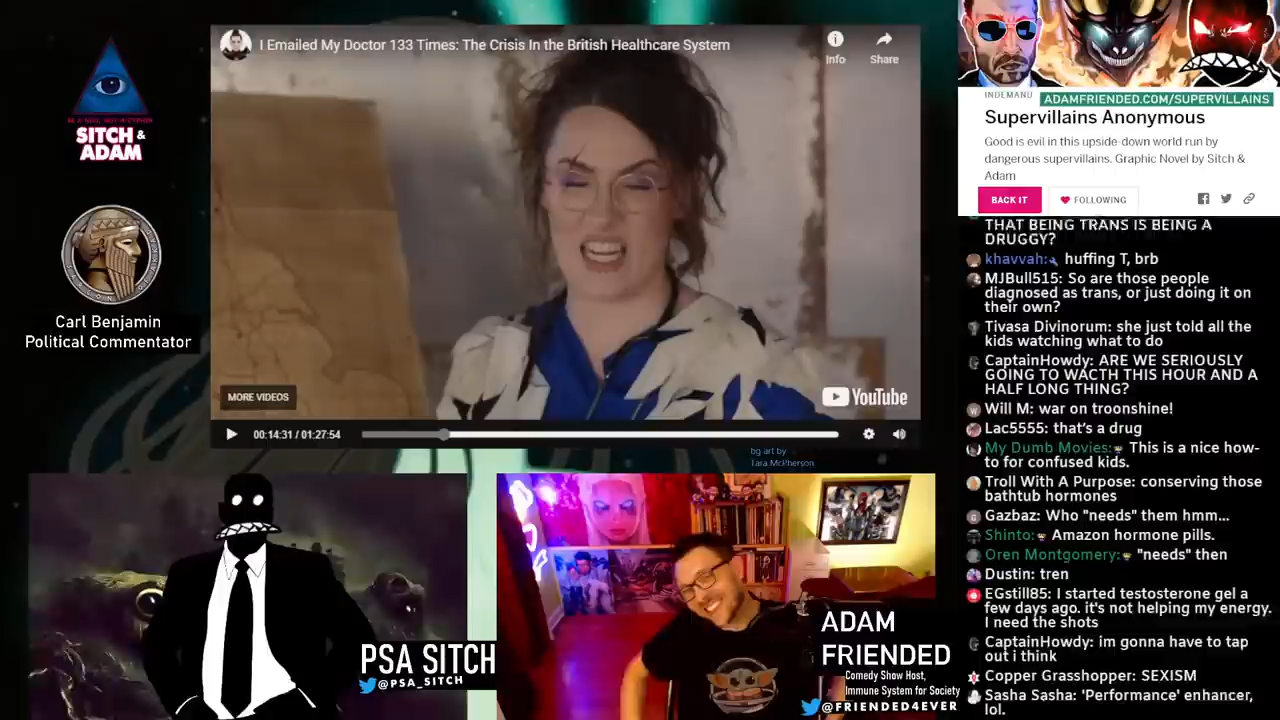 I Emailed My Doctor 133 Times: The Crisis In the British Healthcare System
Info
Share
SITCH &
ADAM
Carl Benjamin
Political Commentator
MORE VIDEOS
YouTube
00:14:31 / 01:27:54
bg art by
Tara McPherson
PSA SITCH
@PSA_SITCH
ADAM
FRIENDED
Comedy Show Host,
Immune System for Society
@FRIENDED4EVER
INDEMAND
ADAMFRIENDED.COM/SUPERVILLAINS
Supervillains Anonymous
Good is evil in this upside-down world run by
dangerous supervillains. Graphic Novel by Sitch &
Adam
BACK IT
FOLLOWING
THAT BEING TRANS IS BEING A
DRUGGY?
khavvah: huffing T, brb
MJBull515: So are those people
diagnosed as trans, or just doing it on
their own?
Tivasa Divinorum: she just told all the
kids watching what to do
CaptainHowdy: ARE WE SERIOUSLY
GOING TO WACTH THIS HOUR AND A
HALF LONG THING?
Will M: war on troonshine!
Lac5555: that's a drug
My Dumb Movies: This is a nice how-
to for confused kids.
Troll With A Purpose: conserving those
bathtub hormones
Gazbaz: Who "needs" them hmm...
Shinto: Amazon hormone pills.
Oren Montgomery: "needs" then
Dustin: tren
EGstill85: I started testosterone gel a
few days ago. it's not helping my energy.
I need the shots
CaptainHowdy: im gonna have to tap
out i think
Copper Grasshopper: SEXISM
Sasha Sasha: 'Performance' enhancer,
lol.